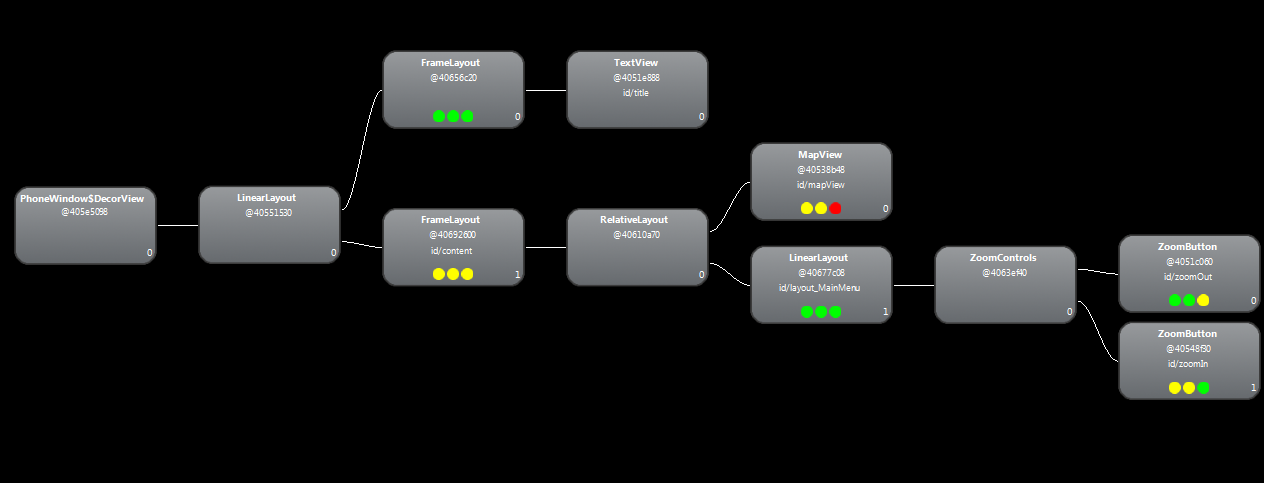 PhoneWindow$DecorView
@405e5098
0
LinearLayout
@40551530
0
FrameLayout
@40656c20
0
TextView
@4051e888
id/title
0
FrameLayout
@40692600
id/content
1
RelativeLayout
@40610a70
0
MapView
@40538b48
id/mapView
0
LinearLayout
@40677c08
id/layout_MainMenu
1
ZoomControls
@4063ef40
0
ZoomButton
@4051c060
id/zoomOut
0
ZoomButton
@40548f30
id/zoomIn
1